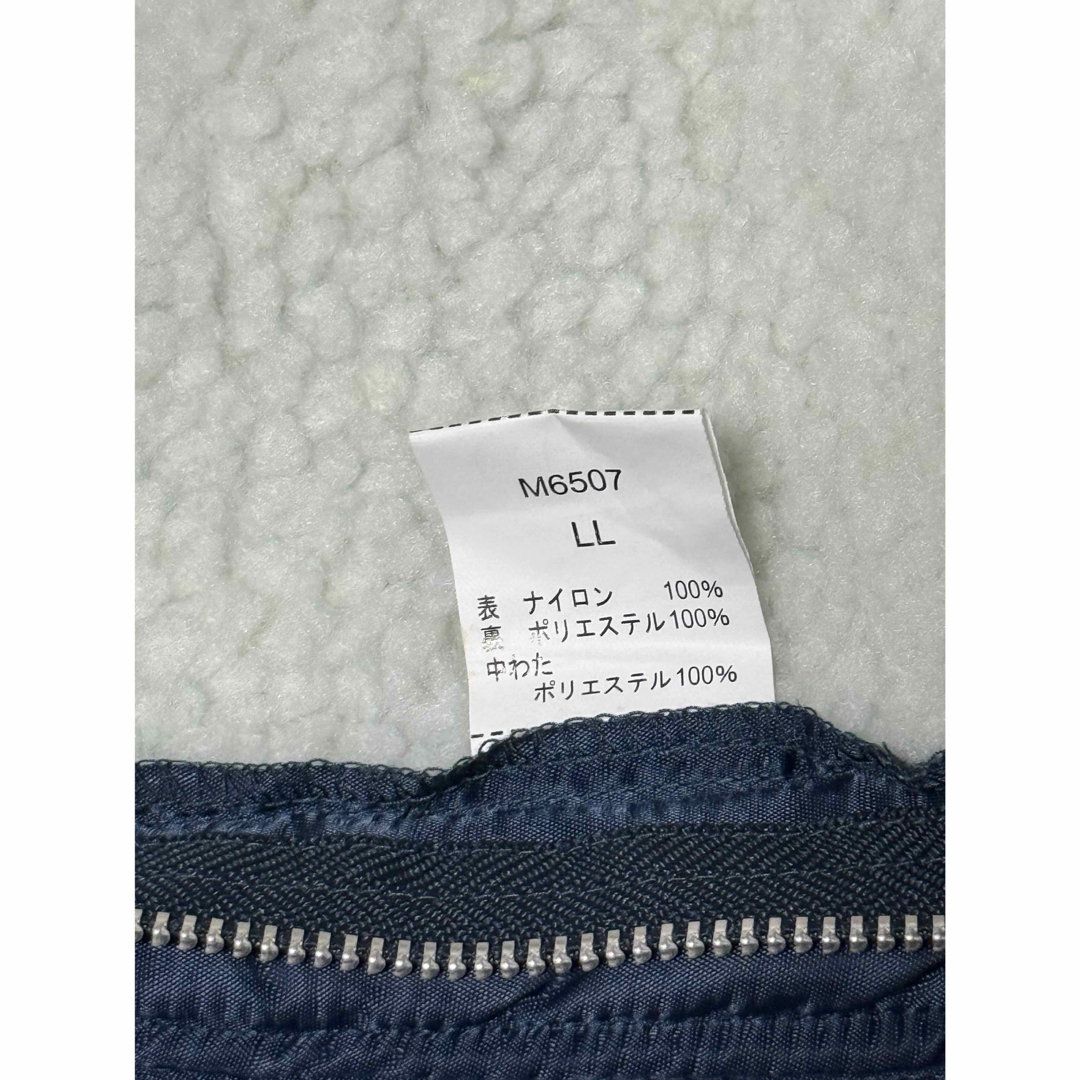 M6507
LL
表 ナイロン 100%
裏 ポリエステル100%
中わた
ポリエステル100%